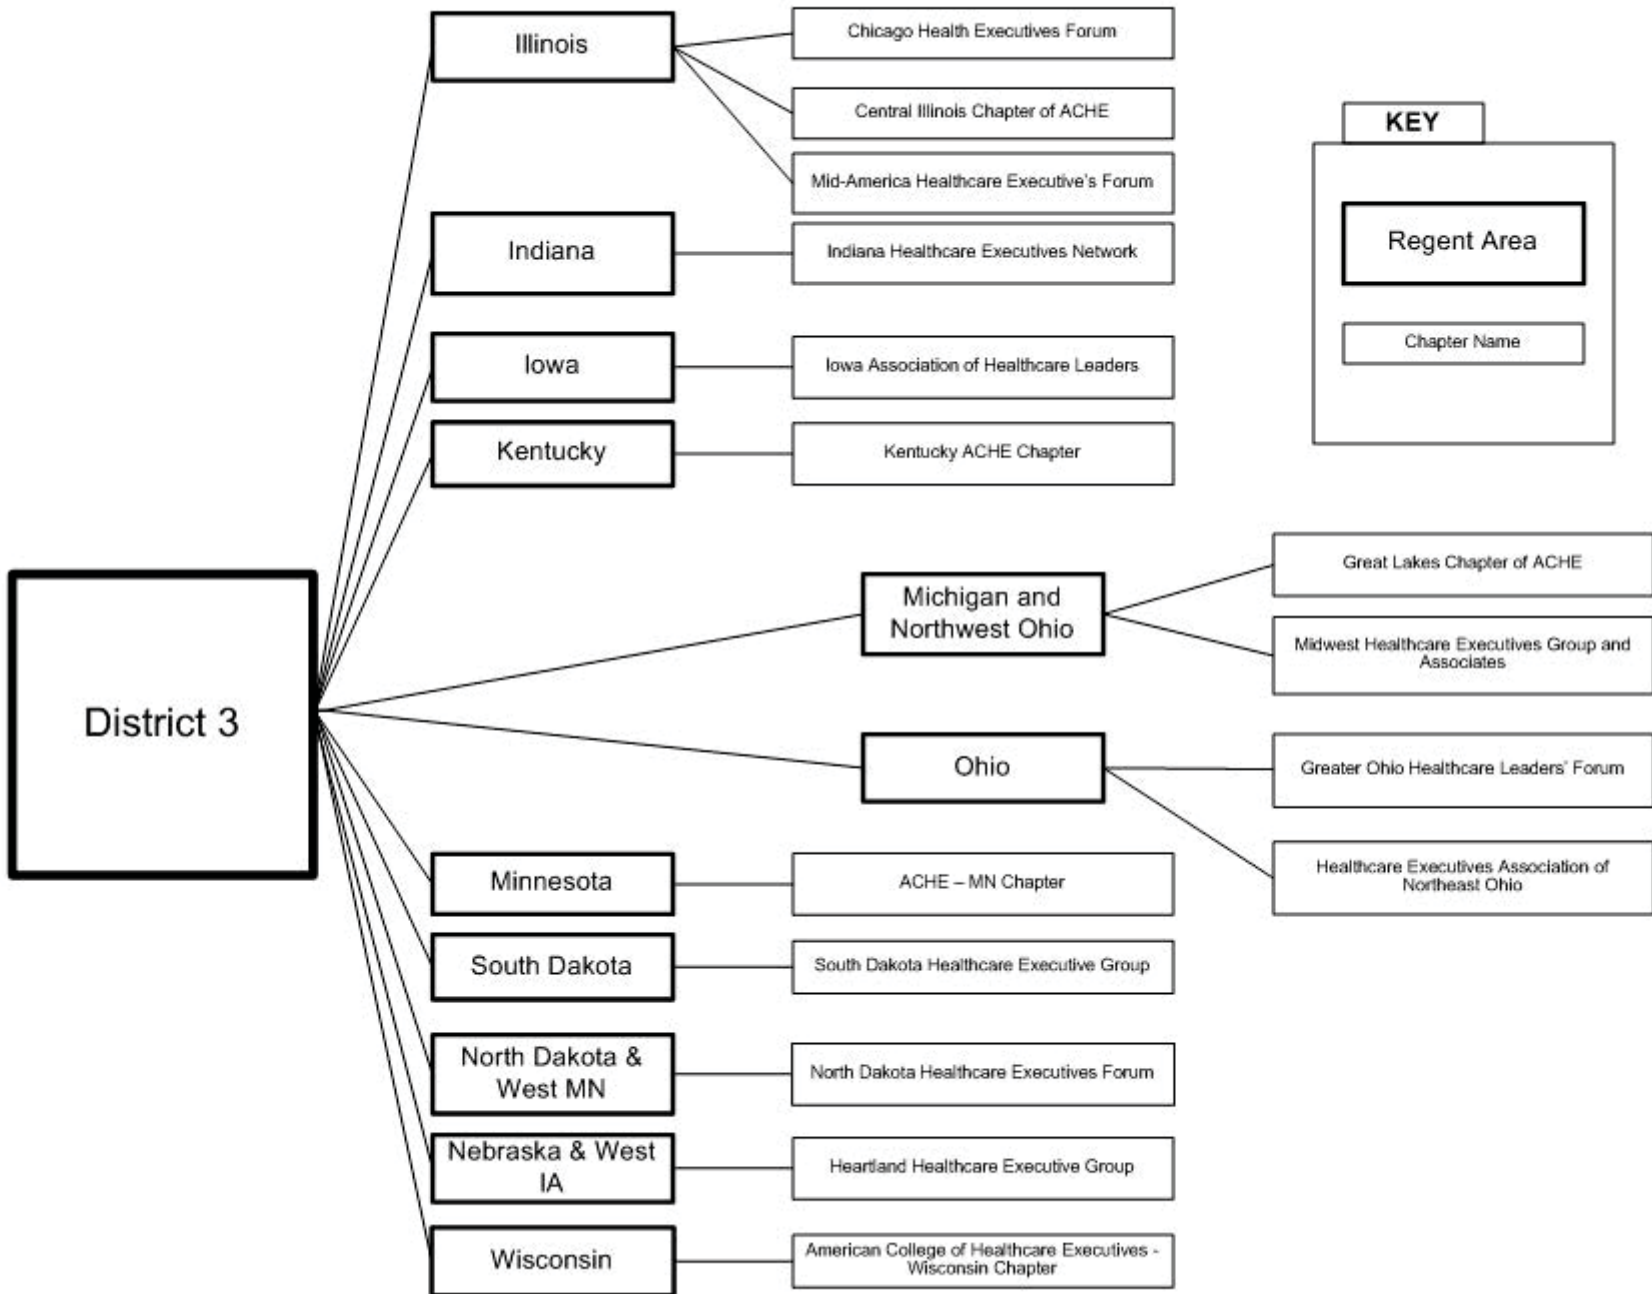 Illinois
Chicago Health Executives Forum
Central Illinois Chapter of ACHE
Mid-America Healthcare Executive's Forum
KEY
Regent Area
Chapter Name
Indiana
Indiana Healthcare Executives Network
Iowa
Iowa Association of Healthcare Leaders
Kentucky
Kentucky ACHE Chapter
District 3
Michigan and
Northwest Ohio
Great Lakes Chapter of ACHE
Midwest Healthcare Executives Group and
Associates
Ohio
Greater Ohio Healthcare Leaders' Forum
Healthcare Executives Association of
Northeast Ohio
Minnesota
ACHE – MN Chapter
South Dakota
South Dakota Healthcare Executive Group
North Dakota &
West MN
North Dakota Healthcare Executives Forum
Nebraska & West
IA
Heartland Healthcare Executive Group
Wisconsin
American College of Healthcare Executives -
Wisconsin Chapter